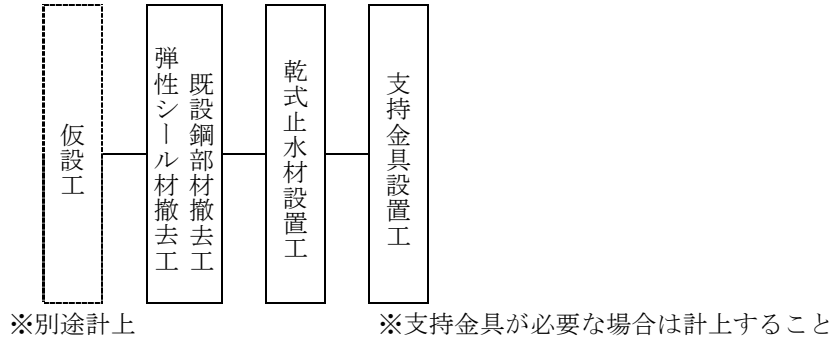 仮設工
弾性シール材撤去工
既設鋼部材撤去工
乾式止水材設置工
支持金具設置工
※別途計上
※支持金具が必要な場合は計上すること